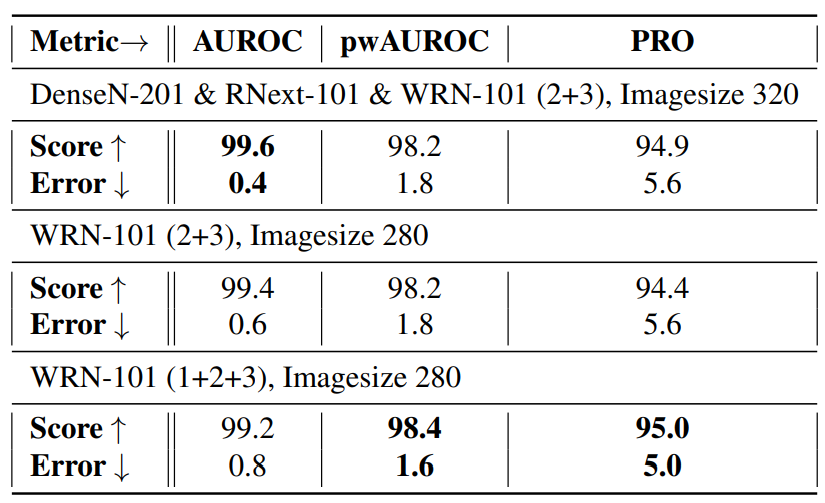 Metric→ AUROC pwAUROC PRO
DenseN-201 & RNext-101 & WRN-101 (2+3), Imagesize 320
Score ↑ 99.6 98.2 94.9
Error ↓ 0.4 1.8 5.6
WRN-101 (2+3), Imagesize 280
Score ↑ 99.4 98.2 94.4
Error ↓ 0.6 1.8 5.6
WRN-101 (1+2+3), Imagesize 280
Score ↑ 99.2 98.4 95.0
Error ↓ 0.8 1.6 5.0